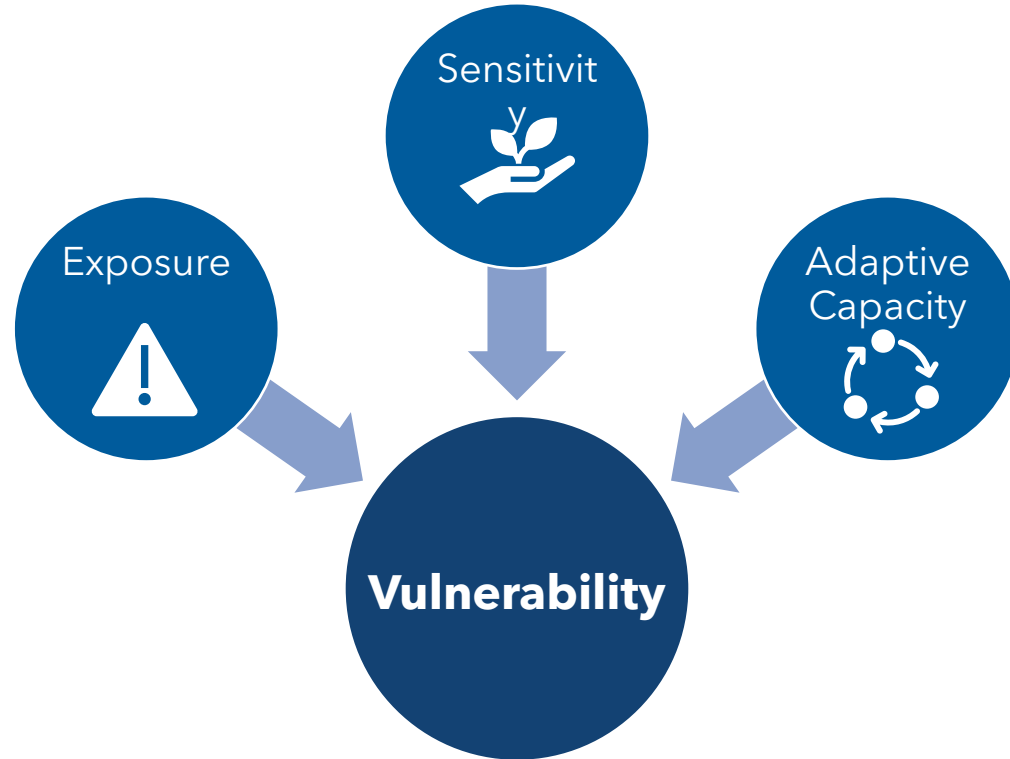 Sensitivit
y
Exposure
Adaptive
Capacity
Vulnerability